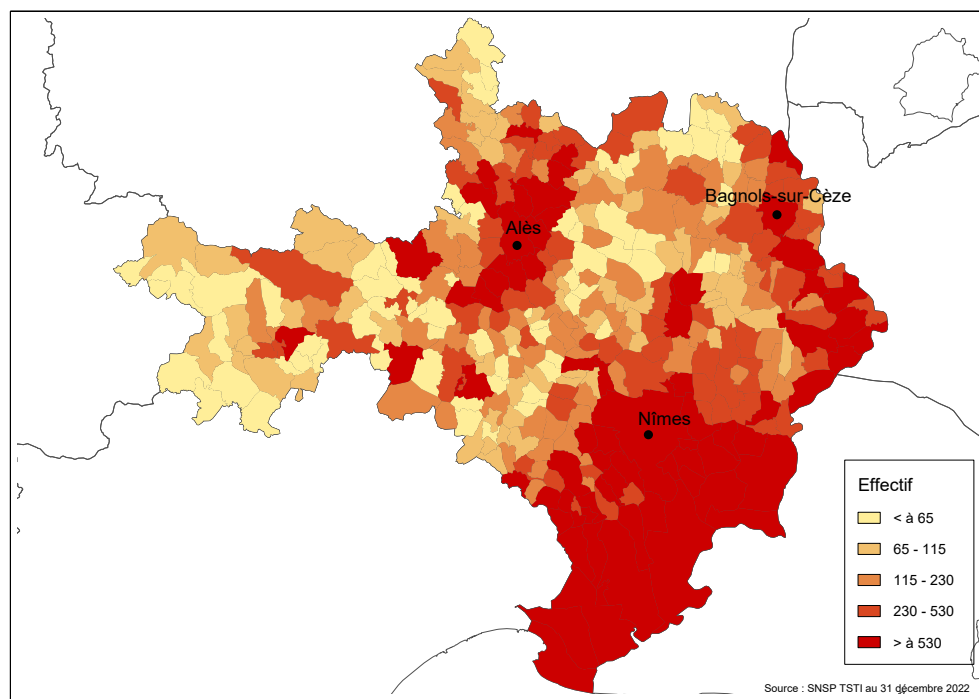 Bagnols-sur-Cèze
Alès
Nîmes
Effectif
< à 65
65 - 115
115 - 230
230 - 530
> à 530
Source : SNSP TSTI au 31 décembre 2022